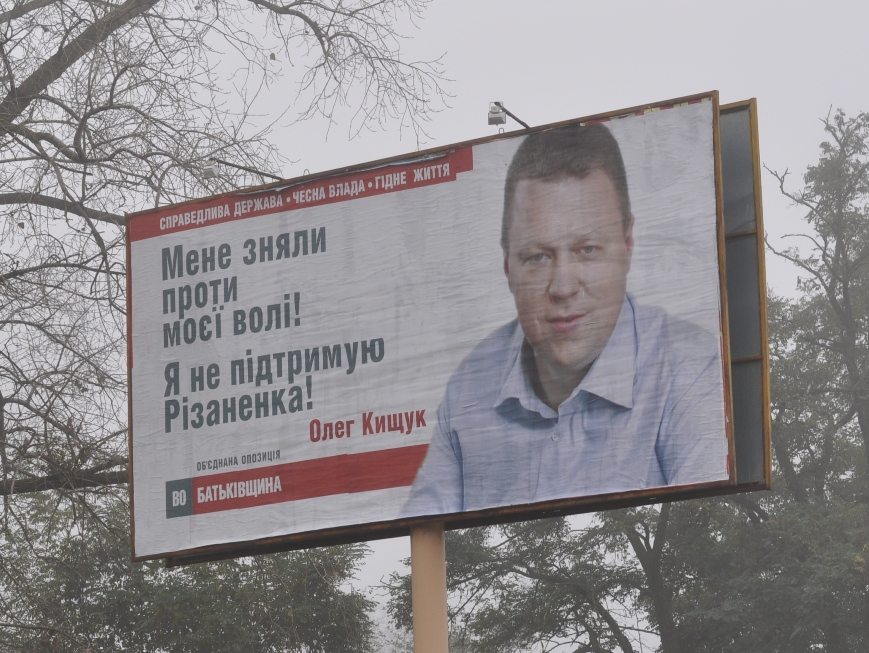 СПРАВЕДЛИВА ДЕРЖАВА • ЧЕСНА ВЛАДА • ГІДНЕ ЖИТТЯ
Мене зняли
проти
моєї волі!
Я не підтримую
Різаненка!
Олег Кищук
ОБ'ЄДНАНА ОПОЗИЦІЯ
ВО БАТЬКІВЩИНА